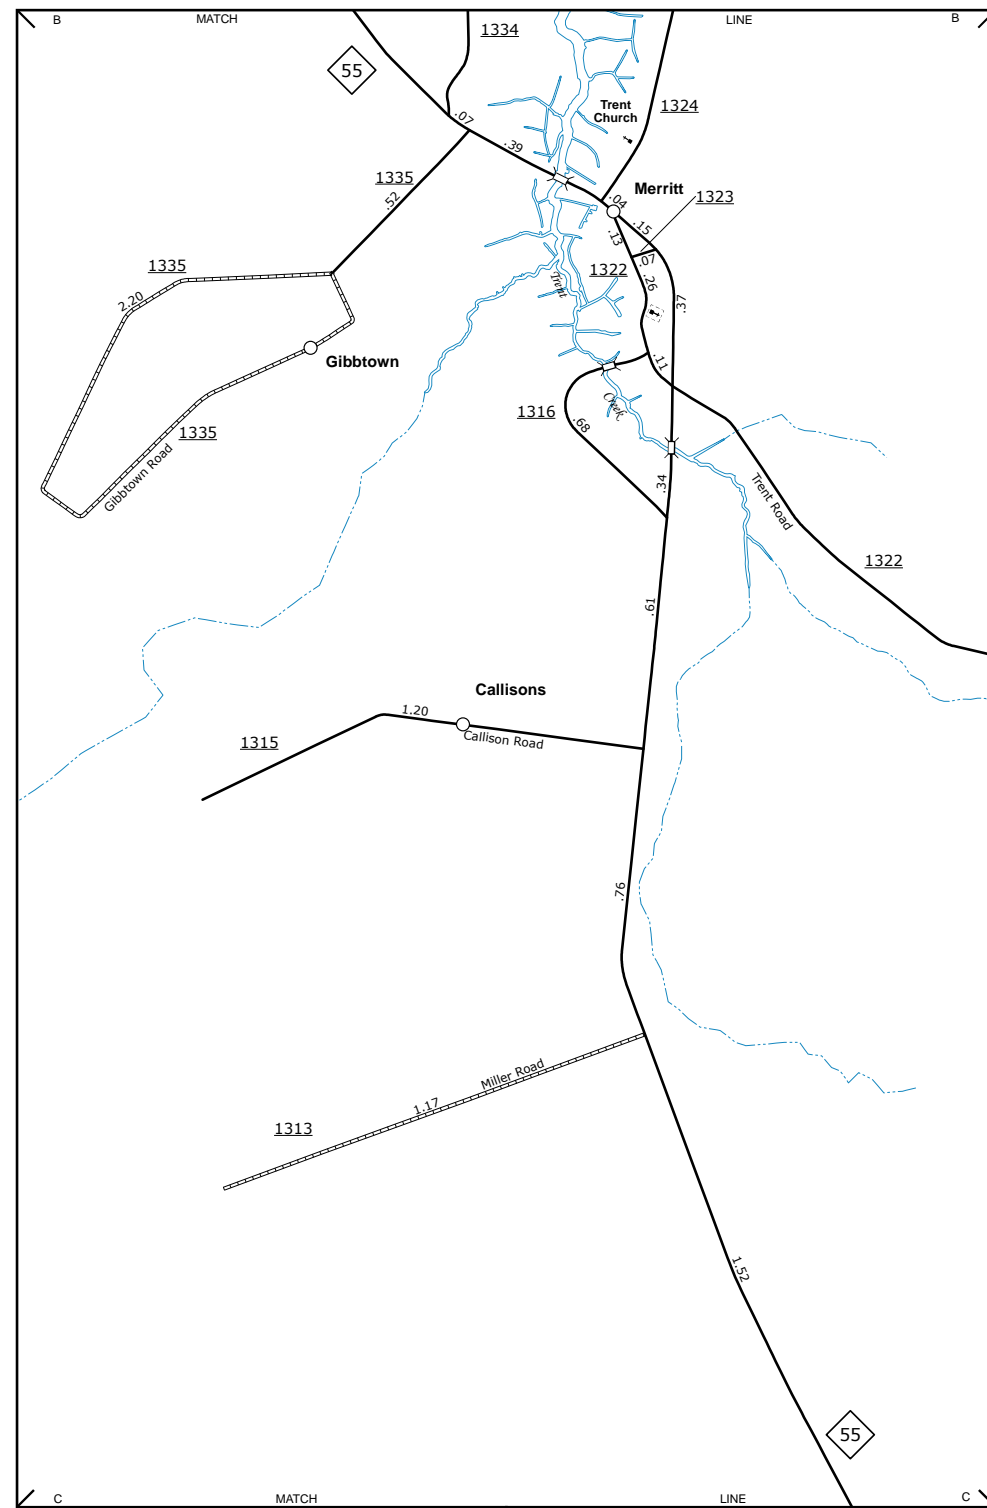 B MATCH LINE B
1334
55
Trent
Church
1324
.07
.39
1335
.52
Merritt
.04
1323
.15
.13
.07
1335
1322
.26
Trent
2.20
.37
Gibbtown
.11
1316
Creek
.68
1335
Gibbtown Road
.34
Trent Road
1322
.61
Callisons
1.20
Callison Road
1315
.76
Miller Road
1.17
1313
1.52
55
C MATCH LINE C